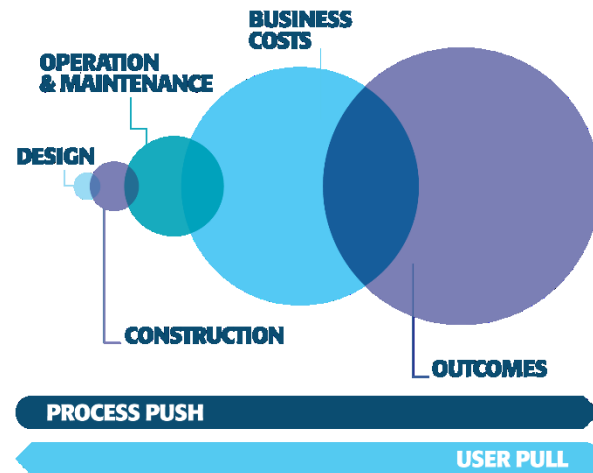 BUSINESS
COSTS
OPERATION
& MAINTENANCE
DESIGN
CONSTRUCTION
OUTCOMES
PROCESS PUSH
USER PULL